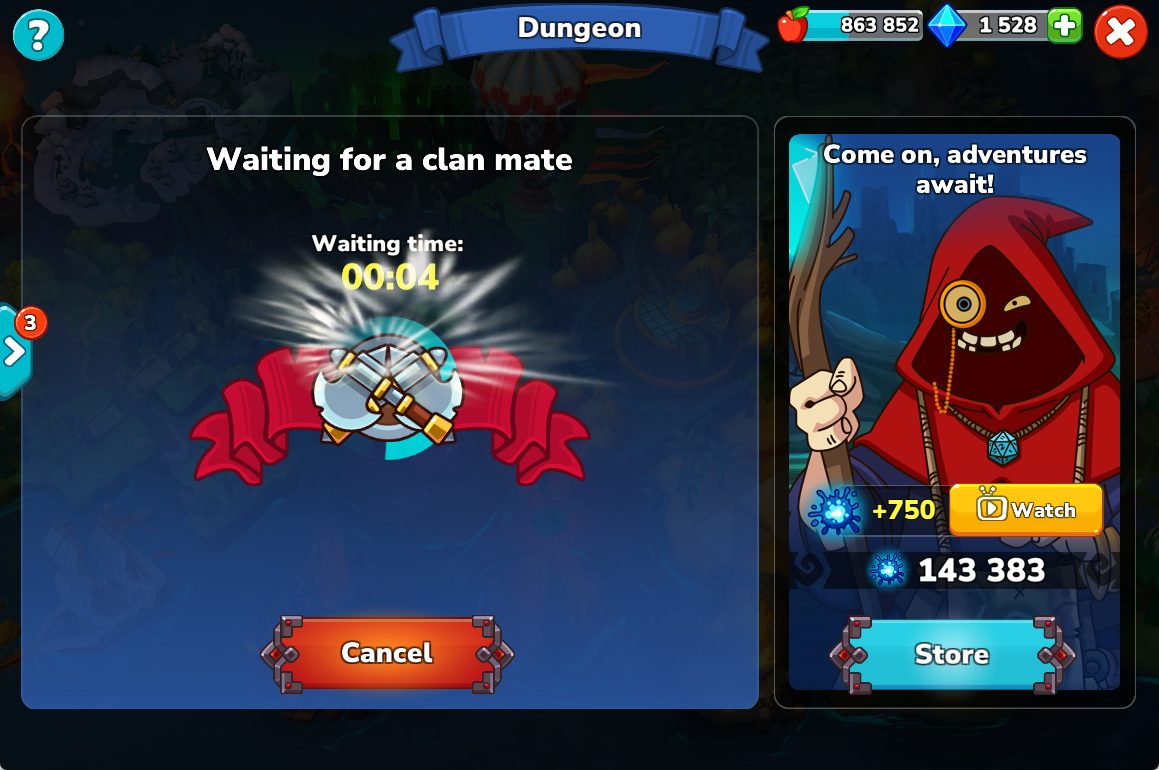 ?
Dungeon
863 852
1 528
Waiting for a clan mate
Waiting time:
00:04
3
Cancel
Come on, adventures
await!
+750
Watch
143 383
Store